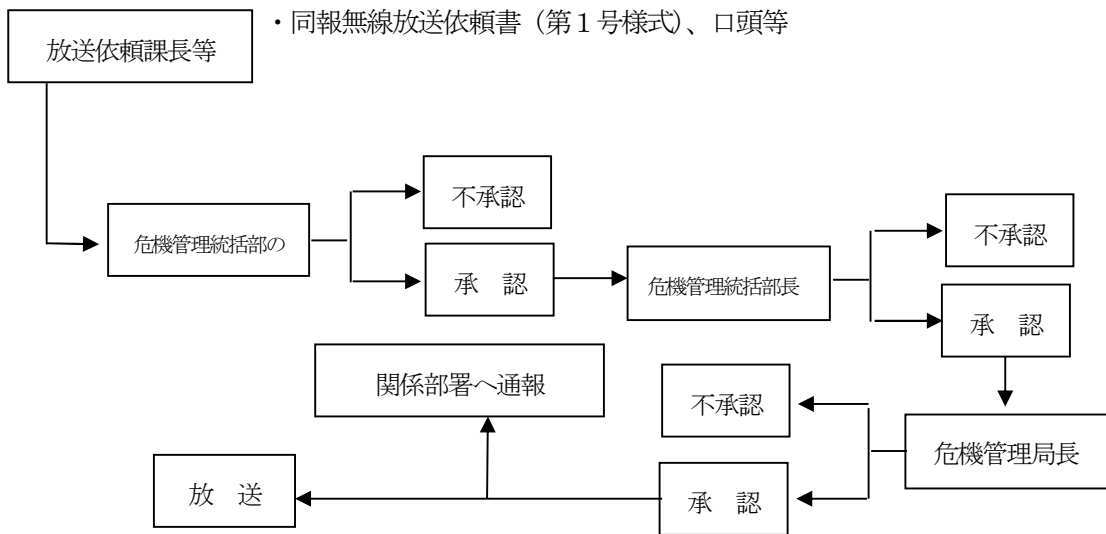 ・同報無線放送依頼書（第１号様式）、口頭等
放送依頼課長等
不承認
危機管理統括部の
承　認
危機管理統括部長
不承認
承　認
関係部署へ通報
不承認
危機管理局長
放　送
承　認